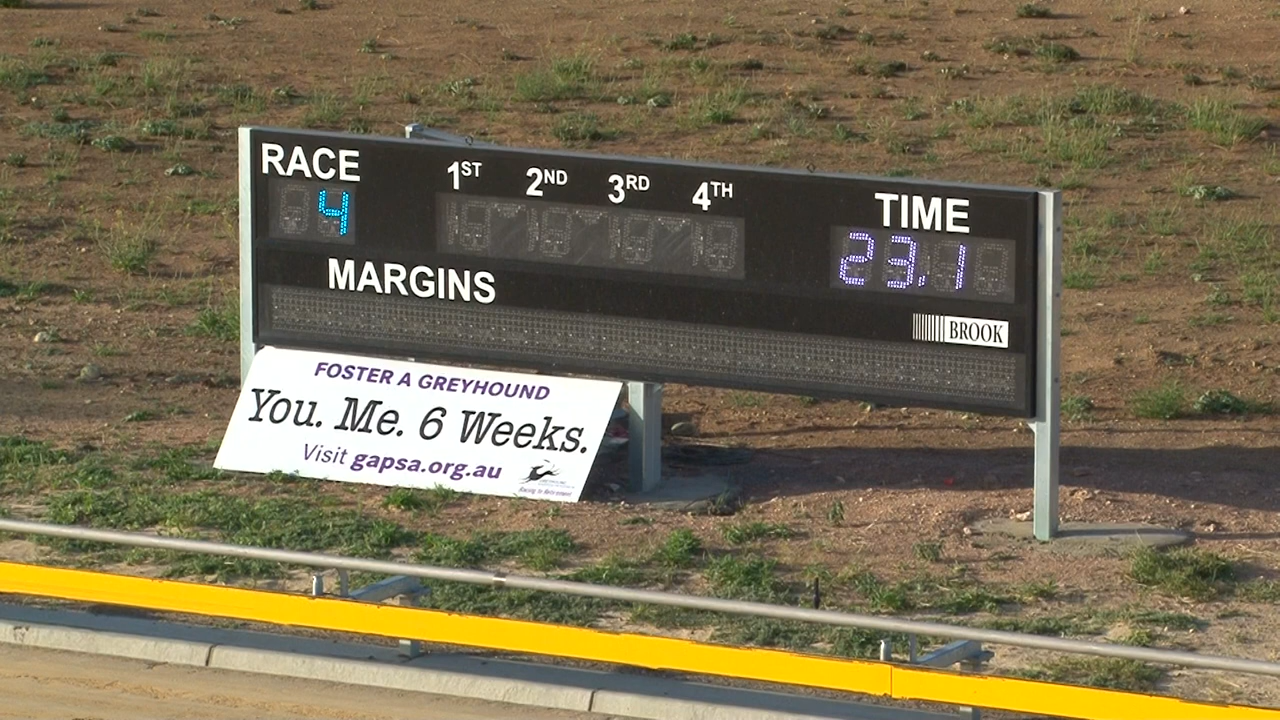 RACE 1ST 2ND 3RD 4TH TIME
4 23.1
MARGINS
BROOK
FOSTER A GREYHOUND
You. Me. 6 Weeks.
Visit gapsa.org.au